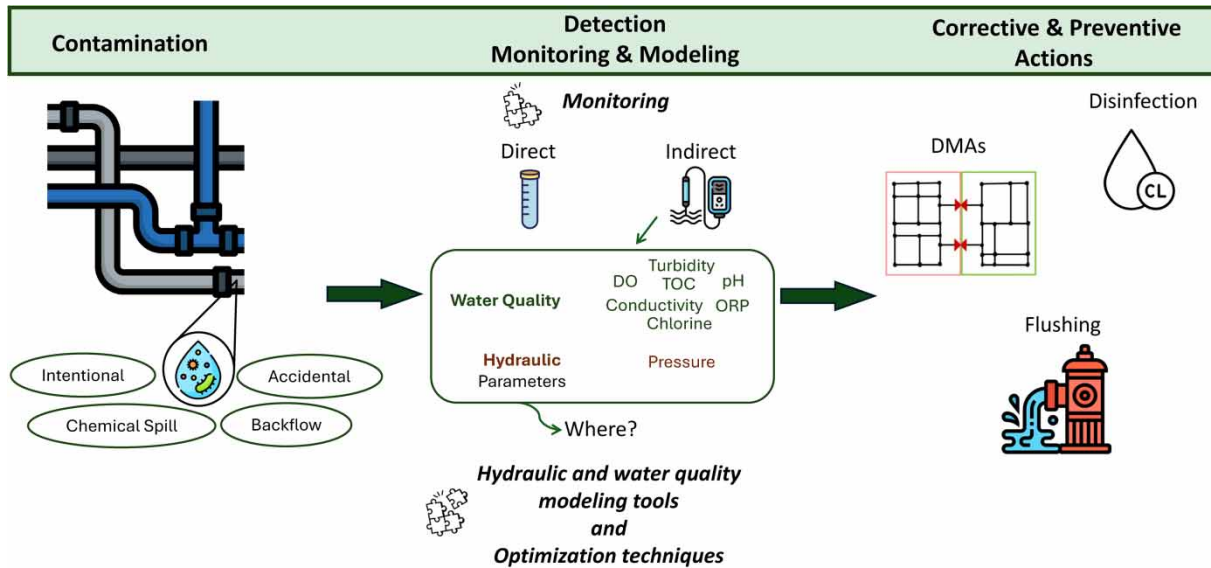 Contamination
Detection
Monitoring & Modeling
Corrective & Preventive
Actions
Intentional
Accidental
Chemical Spill
Backflow
Monitoring
Direct
Indirect
Water Quality
Turbidity
DO
TOC
pH
Conductivity
ORP
Chlorine
Hydraulic
Parameters
Pressure
Where?
Hydraulic and water quality
modeling tools
and
Optimization techniques
Disinfection
CL
DMAs
Flushing